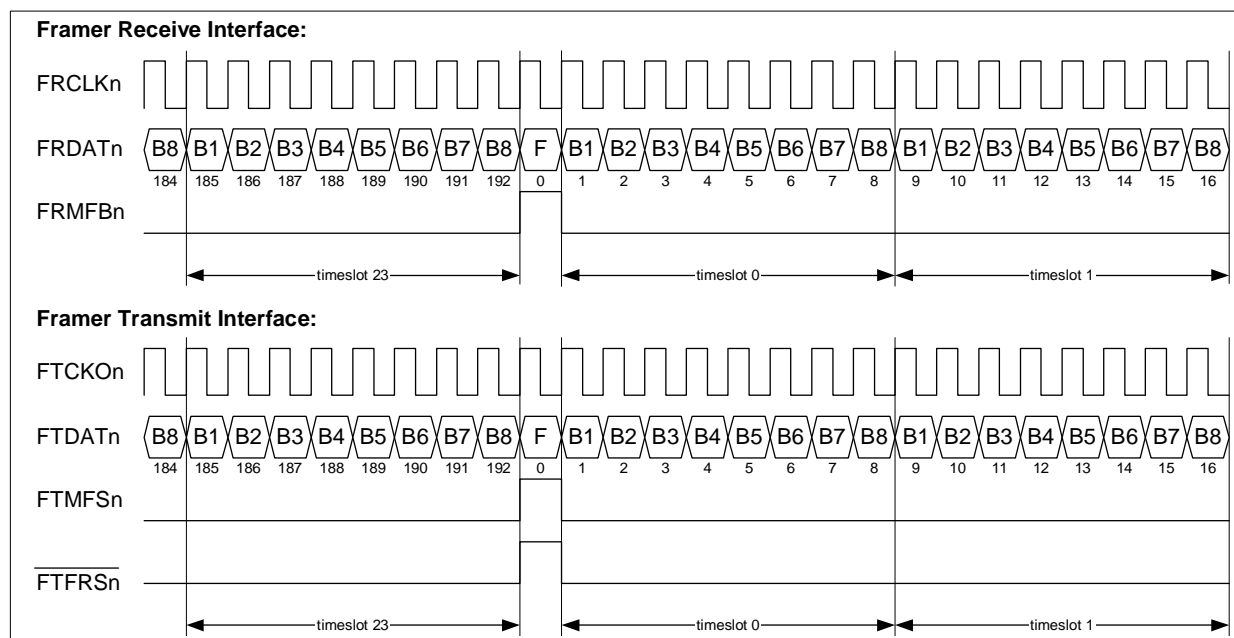 Framer Receive Interface:
FRCLKn
FRDATn B8 B1 B2 B3 B4 B5 B6 B7 B8 F B1 B2 B3 B4 B5 B6 B7 B8 B1 B2 B3 B4 B5 B6 B7 B8
184 185 186 187 188 189 190 191 192 0 1 2 3 4 5 6 7 8 9 10 11 12 13 14 15 16
FRMFBn
timeslot 23 timeslot 0 timeslot 1
Framer Transmit Interface:
FTCKOn
FTDATn B8 B1 B2 B3 B4 B5 B6 B7 B8 F B1 B2 B3 B4 B5 B6 B7 B8 B1 B2 B3 B4 B5 B6 B7 B8
184 185 186 187 188 189 190 191 192 0 1 2 3 4 5 6 7 8 9 10 11 12 13 14 15 16
FTMFSn
FTFRSn
timeslot 23 timeslot 0 timeslot 1